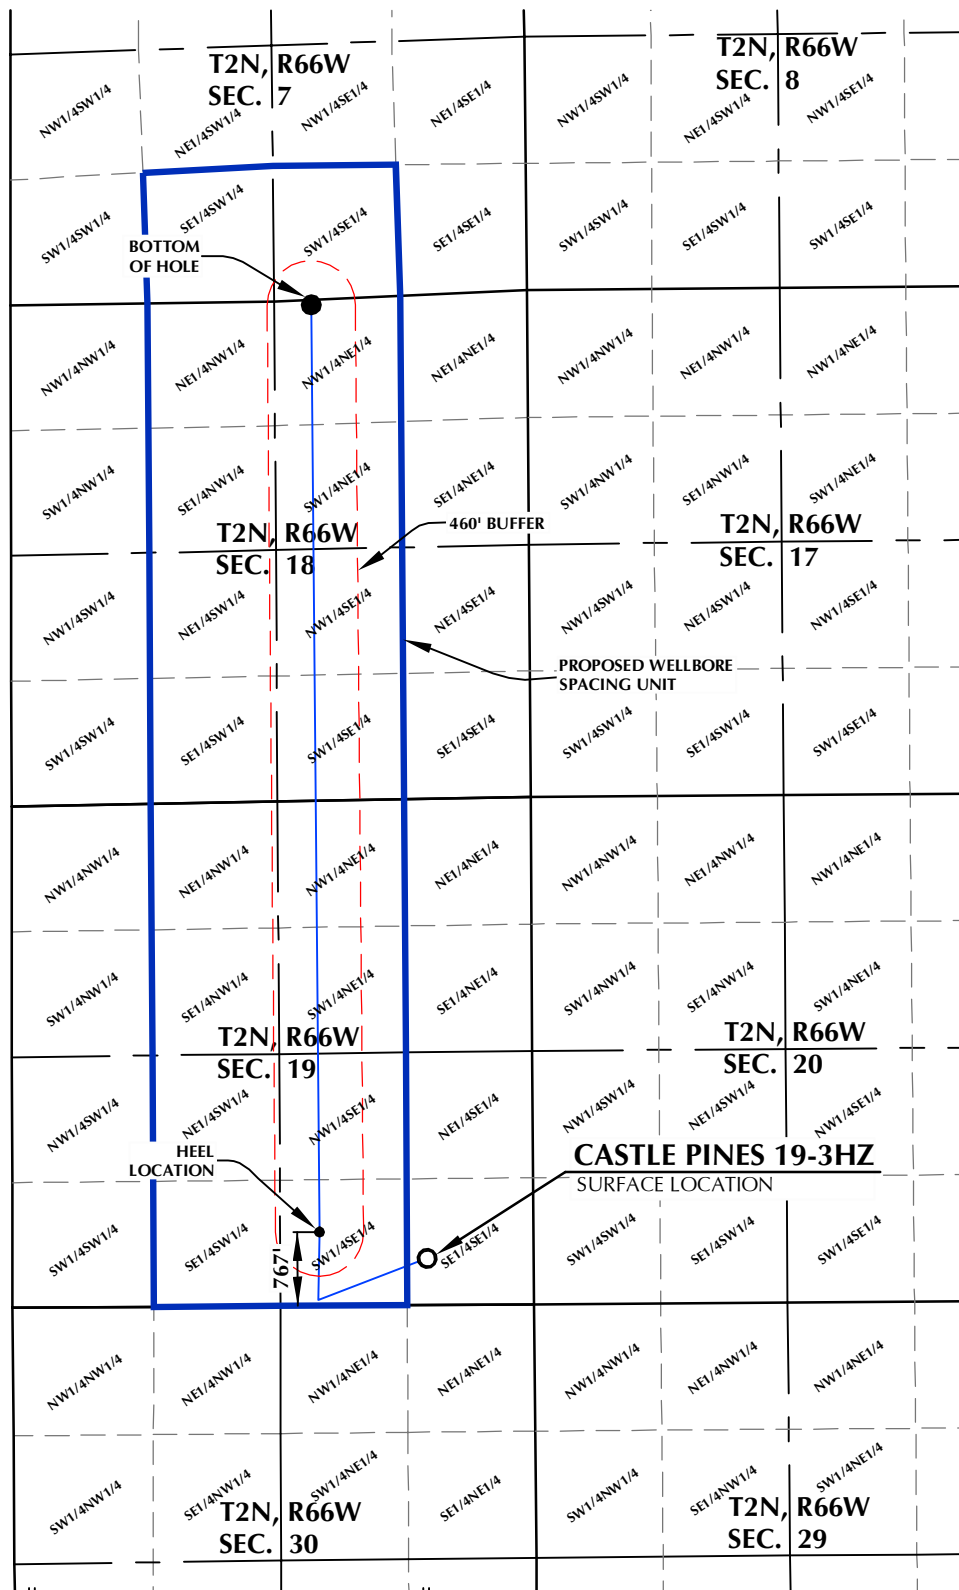 T2N, R66W
SEC. 7
T2N, R66W
SEC. 8
NW1/4SW1/4
NE1/4SW1/4
NW1/4SE1/4
NE1/4SE1/4
NW1/4SW1/4
NE1/4SW1/4
NW1/4SE1/4
SW1/4SW1/4
SE1/4SW1/4
SW1/4SE1/4
SE1/4SE1/4
SW1/4SW1/4
SE1/4SW1/4
SW1/4SE1/4
BOTTOM
OF HOLE
NW1/4NW1/4
NE1/4NW1/4
NW1/4NE1/4
NE1/4NE1/4
NW1/4NW1/4
NE1/4NW1/4
NW1/4NE1/4
SW1/4NW1/4
SE1/4NW1/4
SW1/4NE1/4
SE1/4NE1/4
SW1/4NW1/4
SE1/4NW1/4
SW1/4NE1/4
460' BUFFER
T2N, R66W
SEC. 18
T2N, R66W
SEC. 17
NW1/4SW1/4
NE1/4SW1/4
NW1/4SE1/4
NE1/4SE1/4
NW1/4SW1/4
NE1/4SW1/4
NW1/4SE1/4
PROPOSED WELLBORE
SPACING UNIT
SW1/4SW1/4
SE1/4SW1/4
SW1/4SE1/4
SE1/4SE1/4
SW1/4SW1/4
SE1/4SW1/4
SW1/4SE1/4
NW1/4NW1/4
NE1/4NW1/4
NW1/4NE1/4
NE1/4NE1/4
NW1/4NW1/4
NE1/4NW1/4
NW1/4NE1/4
SW1/4NW1/4
SE1/4NW1/4
SW1/4NE1/4
SE1/4NE1/4
SW1/4NW1/4
SE1/4NW1/4
SW1/4NE1/4
T2N, R66W
SEC. 19
T2N, R66W
SEC. 20
NW1/4SW1/4
NE1/4SW1/4
NW1/4SE1/4
NE1/4SE1/4
NW1/4SW1/4
NE1/4SW1/4
NW1/4SE1/4
HEEL
LOCATION
CASTLE PINES 19-3HZ
SURFACE LOCATION
SW1/4SW1/4
SE1/4SW1/4
767'
SW1/4SE1/4
SE1/4SE1/4
SW1/4SW1/4
SE1/4SW1/4
SW1/4SE1/4
NW1/4NW1/4
NE1/4NW1/4
NW1/4NE1/4
NE1/4NE1/4
NW1/4NW1/4
NE1/4NW1/4
NW1/4NE1/4
SW1/4NW1/4
SE1/4NW1/4
SW1/4NE1/4
SE1/4NE1/4
SW1/4NW1/4
SE1/4NW1/4
SW1/4NE1/4
T2N, R66W
SEC. 30
T2N, R66W
SEC. 29